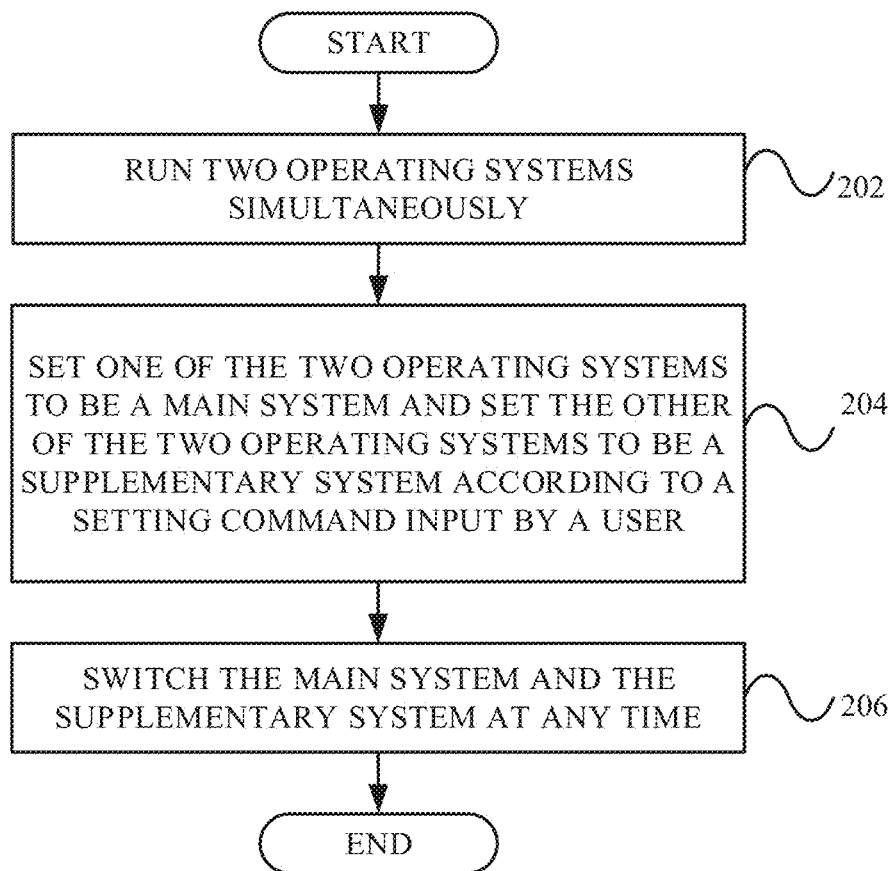 START
RUN TWO OPERATING SYSTEMS
SIMULTANEOUSLY
202
SET ONE OF THE TWO OPERATING SYSTEMS
TO BE A MAIN SYSTEM AND SET THE OTHER
OF THE TWO OPERATING SYSTEMS TO BE A
SUPPLEMENTARY SYSTEM ACCORDING TO A
SETTING COMMAND INPUT BY A USER
204
SWITCH THE MAIN SYSTEM AND THE
SUPPLEMENTARY SYSTEM AT ANY TIME
206
END